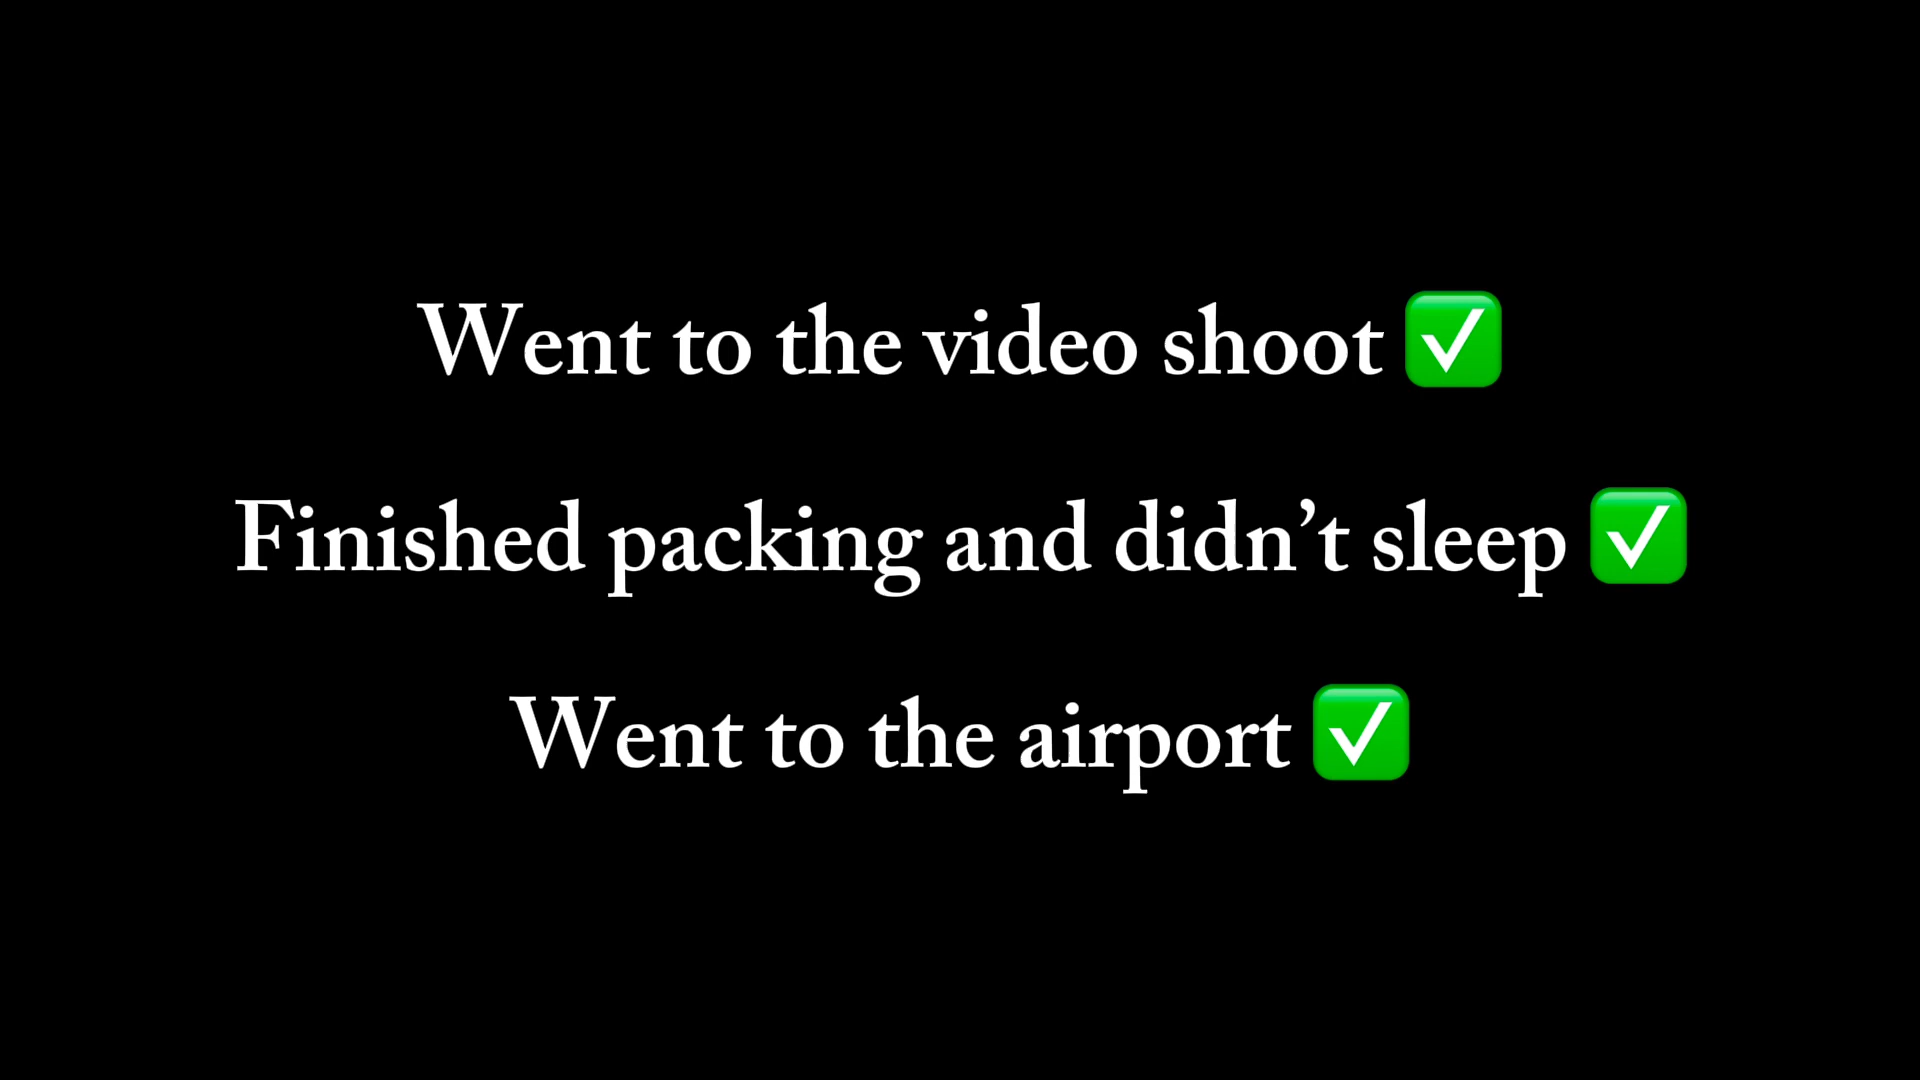 Went to the video shoot ✅
Finished packing and didn’t sleep ✅
Went to the airport ✅